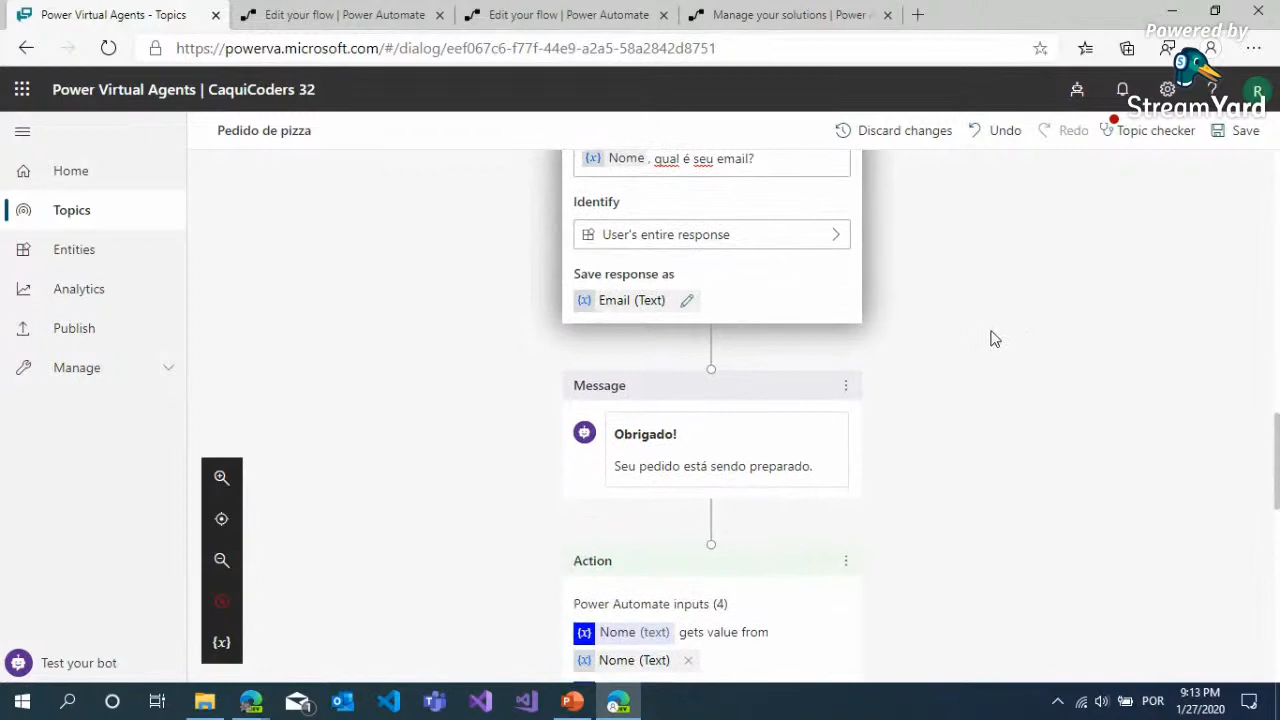 Power Virtual Agents - Topics
Edit your flow | Power Automate
Edit your flow | Power Automate
Manage your solutions | Power A
https://powerva.microsoft.com/#/dialog/eef067c6-f77f-44e9-a2a5-58a2842d8751
Powered by
StreamYard
Power Virtual Agents | CaquiCoders 32
R
Pedido de pizza
Discard changes
Undo
Redo
Topic checker
Save
Home
Topics
Entities
Analytics
Publish
Manage
{x} Nome , qual é seu email?
Identify
User's entire response
Save response as
{x} Email (Text)
Message
Obrigado!
Seu pedido está sendo preparado.
Action
Power Automate inputs (4)
{x} Nome (text) gets value from
{x} Nome (Text)
{x}
Test your bot
POR
9:13 PM
1/27/2020